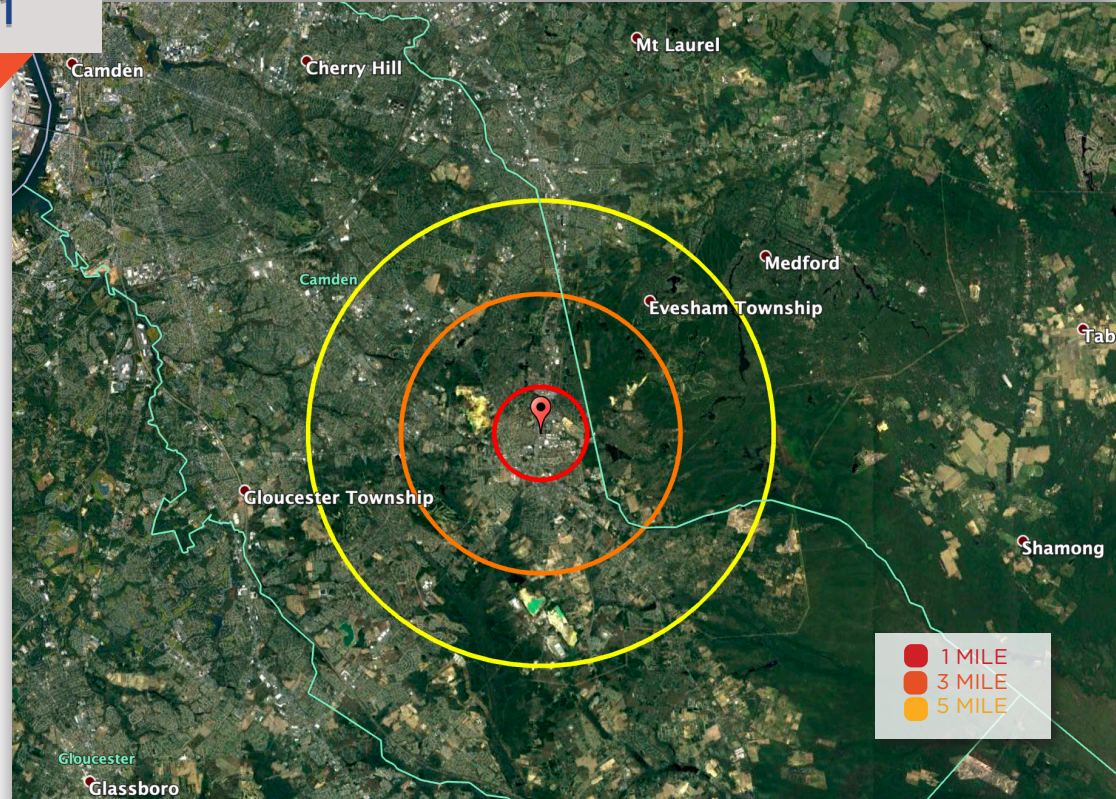 Mt Laurel
Camden
Cherry Hill
Medford
Camden
Evesham Township
Tab
Gloucester Township
Shamong
1 MILE
3 MILE
5 MILE
Gloucester
Glassboro